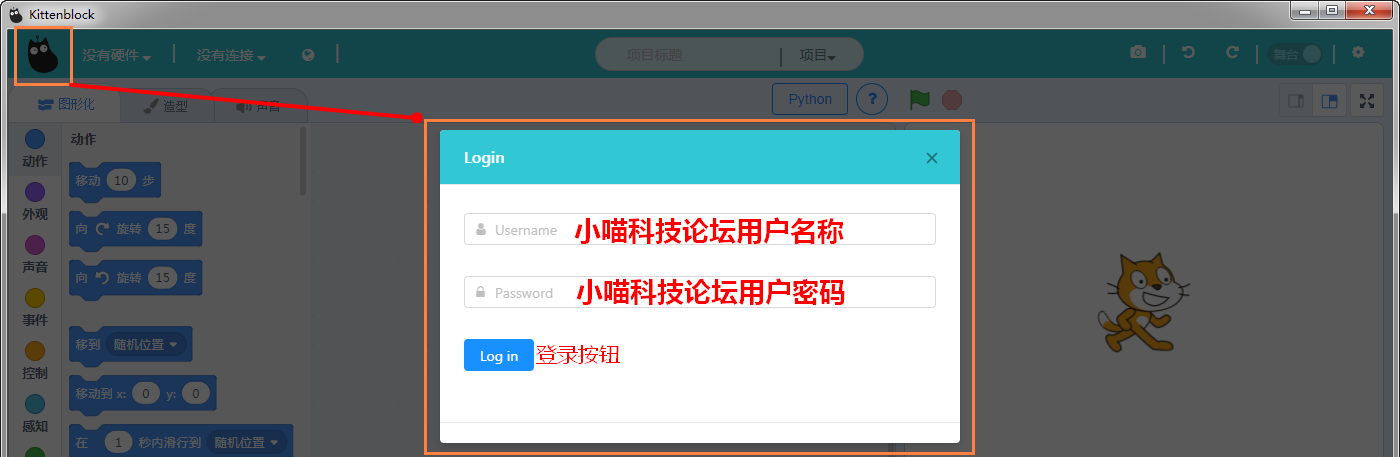 Kittenblock
没有硬件
没有连接
项目标题
项目
舞台
图形化
造型
声音
Python
?
动作
外观
声音
事件
控制
感知
动作
移动 10 步
向 旋转 15 度
向 旋转 15 度
移到 随机位置
移动到 x: 0 y: 0
在 1 秒内滑行到 随机位置
Login
Username 小喵科技论坛用户名称
Password 小喵科技论坛用户密码
Log in 登录按钮